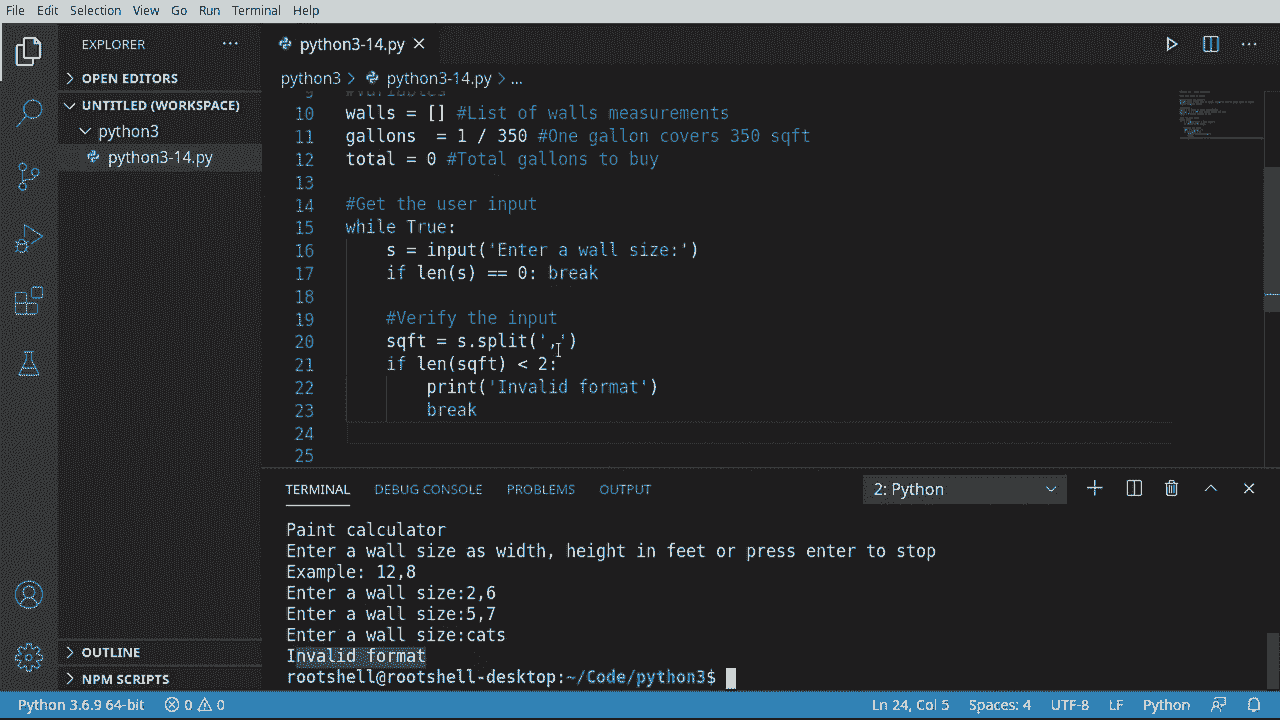 File Edit Selection View Go Run Terminal Help
EXPLORER ...
python3-14.py
OPEN EDITORS
python3 > python3-14.py > ...
UNTITLED (WORKSPACE)
python3
python3-14.py
9 #Variables
10 walls = [] #List of walls measurements
11 gallons  = 1 / 350 #One gallon covers 350 sqft
12 total = 0 #Total gallons to buy
13
14 #Get the user input
15 while True:
16     s = input('Enter a wall size:')
17     if len(s) == 0: break
18
19     #Verify the input
20     sqft = s.split(',')
21     if len(sqft) < 2:
22         print('Invalid format')
23         break
24
25
TERMINAL DEBUG CONSOLE PROBLEMS OUTPUT 2: Python
Paint calculator
Enter a wall size as width, height in feet or press enter to stop
Example: 12,8
Enter a wall size:2,6
Enter a wall size:5,7
Enter a wall size:cats
Invalid format
rootshell@rootshell-desktop:~/Code/python3$
OUTLINE
NPM SCRIPTS
Python 3.6.9 64-bit 0 0 Ln 24, Col 5 Spaces: 4 UTF-8 LF Python